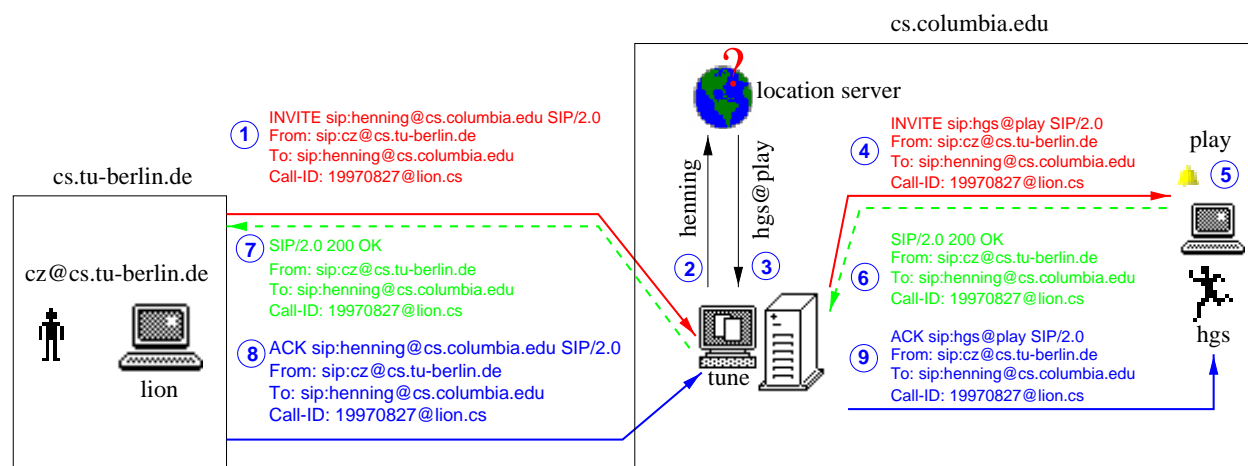 cs.columbia.edu
?
location server
1
INVITE sip:henning@cs.columbia.edu SIP/2.0
From: sip:cz@cs.tu-berlin.de
To: sip:henning@cs.columbia.edu
Call-ID: 19970827@lion.cs
4
INVITE sip:hgs@play SIP/2.0
From: sip:cz@cs.tu-berlin.de
To: sip:henning@cs.columbia.edu
Call-ID: 19970827@lion.cs
play
5
cs.tu-berlin.de
henning
hgs@play
2
3
7
SIP/2.0 200 OK
From: sip:cz@cs.tu-berlin.de
To: sip:henning@cs.columbia.edu
Call-ID: 19970827@lion.cs
6
SIP/2.0 200 OK
From: sip:cz@cs.tu-berlin.de
To: sip:henning@cs.columbia.edu
Call-ID: 19970827@lion.cs
cz@cs.tu-berlin.de
lion
8
ACK sip:henning@cs.columbia.edu SIP/2.0
From: sip:cz@cs.tu-berlin.de
To: sip:henning@cs.columbia.edu
Call-ID: 19970827@lion.cs
tune
9
ACK sip:hgs@play SIP/2.0
From: sip:cz@cs.tu-berlin.de
To: sip:henning@cs.columbia.edu
Call-ID: 19970827@lion.cs
hgs